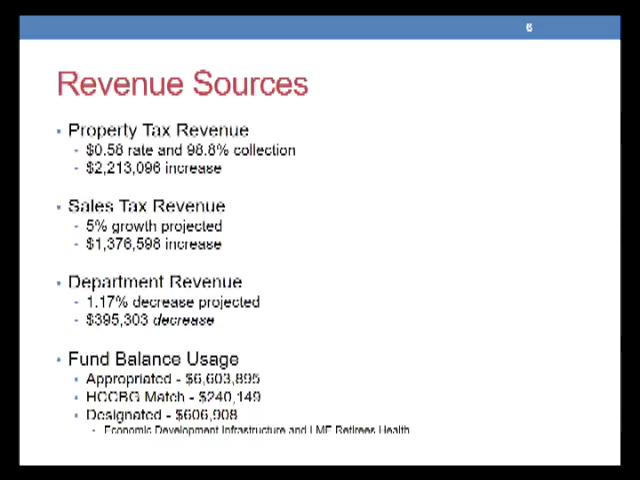 6
Revenue Sources
• Property Tax Revenue
- $0.58 rate and 98.8% collection
- $2,213,096 increase
• Sales Tax Revenue
- 5% growth projected
- $1,376,598 increase
• Department Revenue
- 1.17% decrease projected
- $395,303 decrease
• Fund Balance Usage
• Appropriated - $6,603,895
• HCCBG Match - $240,149
• Designated - $606,908
• Economic Development Infrastructure and LME Retirees Health